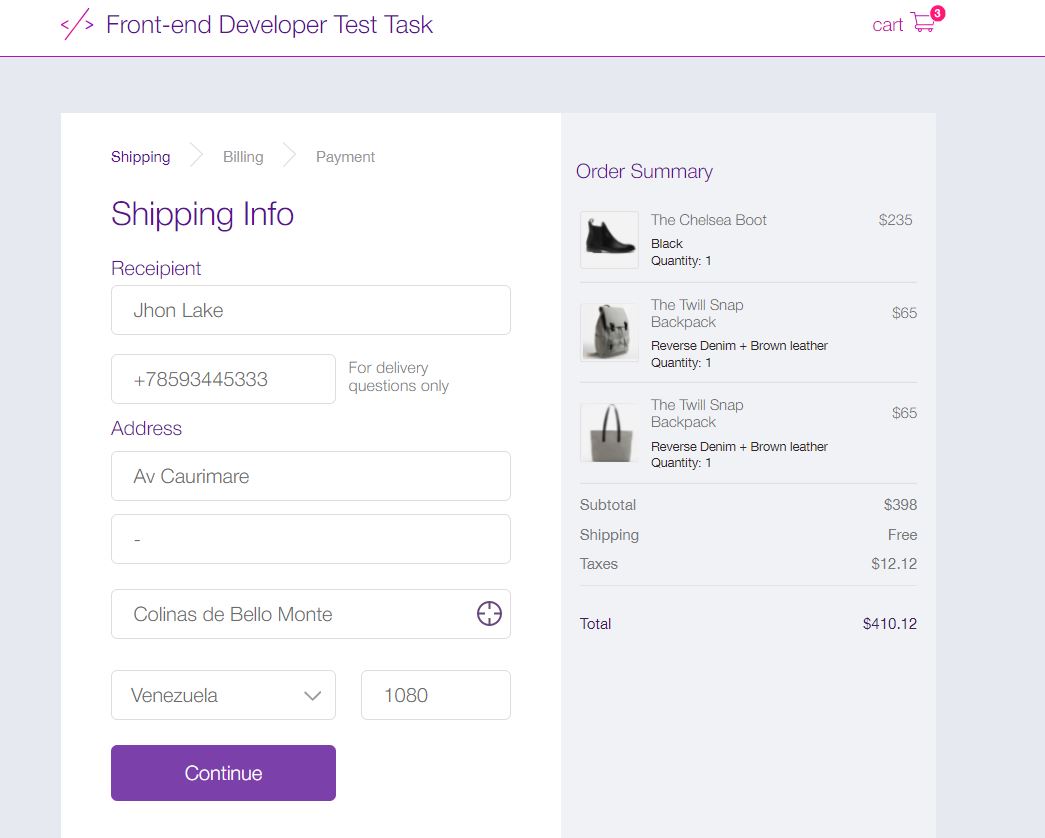 </> Front-end Developer Test Task
cart 3
Shipping Billing Payment
Shipping Info
Receipient
Jhon Lake
+78593445333
For delivery
questions only
Address
Av Caurimare
-
Colinas de Bello Monte
Venezuela
1080
Continue
Order Summary
The Chelsea Boot $235
Black
Quantity: 1
The Twill Snap
Backpack
$65
Reverse Denim + Brown leather
Quantity: 1
The Twill Snap
Backpack
$65
Reverse Denim + Brown leather
Quantity: 1
Subtotal $398
Shipping Free
Taxes $12.12
Total $410.12